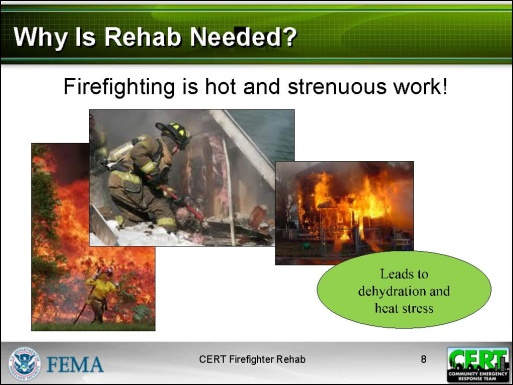 Why Is Rehab Needed?
Firefighting is hot and strenuous work!
Leads to
dehydration and
heat stress
FEMA
CERT Firefighter Rehab
8
CERT
COMMUNITY EMERGENCY
RESPONSE TEAM